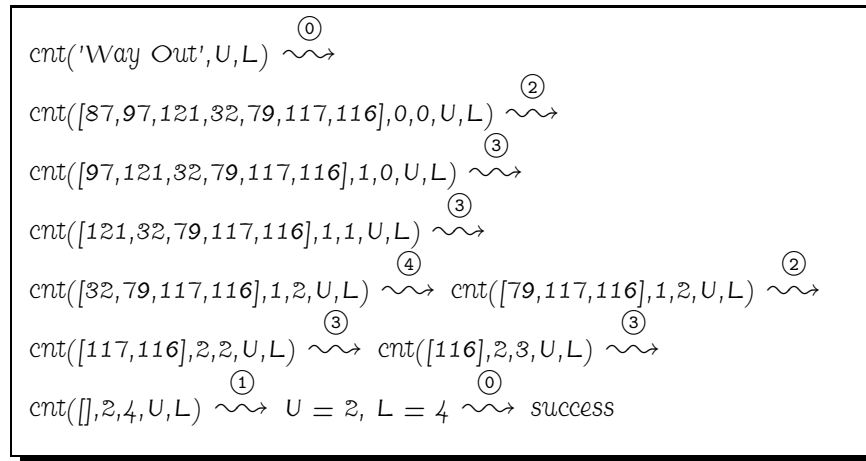 cnt('Way Out',U,L) ⓪⤳
cnt([87,97,121,32,79,117,116],0,0,U,L) ②⤳
cnt([97,121,32,79,117,116],1,0,U,L) ③⤳
cnt([121,32,79,117,116],1,1,U,L) ③⤳
cnt([32,79,117,116],1,2,U,L) ④⤳ cnt([79,117,116],1,2,U,L) ②⤳
cnt([117,116],2,2,U,L) ③⤳ cnt([116],2,3,U,L) ③⤳
cnt([],2,4,U,L) ①⤳ U = 2, L = 4 ⓪⤳ success